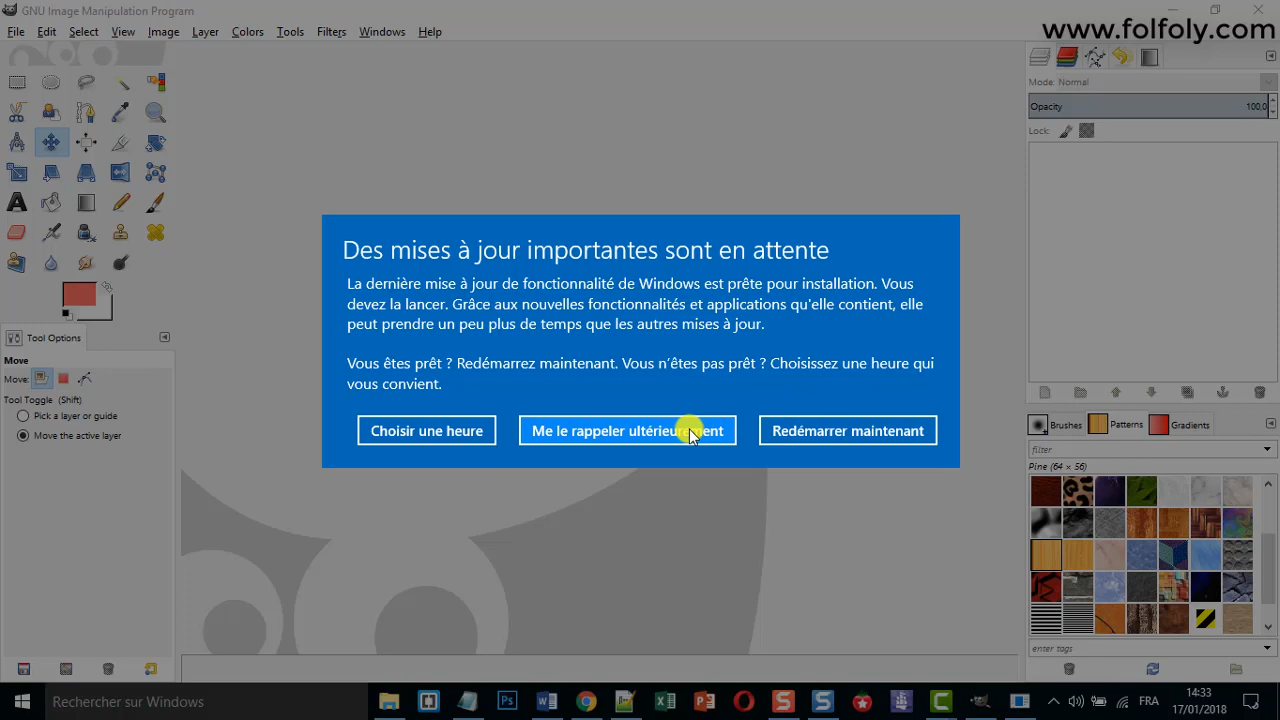 GNU Image Manipulation Program
www.folfoly.com
File Edit Select View Image Layer Colors Tools Filters Windows Help
Mode: Normal
Opacity 100,0
Lock:
Des mises à jour importantes sont en attente
La dernière mise à jour de fonctionnalité de Windows est prête pour installation. Vous
devez la lancer. Grâce aux nouvelles fonctionnalités et applications qu'elle contient, elle
peut prendre un peu plus de temps que les autres mises à jour.
Vous êtes prêt ? Redémarrez maintenant. Vous n'êtes pas prêt ? Choisissez une heure qui
vous convient.
Choisir une heure
Me le rappeler ultérieurement
Redémarrer maintenant
Tool Options
Move
Move:
Tool Toggle (Shift)
Pick a layer or guide
Move the active layer
Brushes Patterns Gradients
filter
Pine (64 × 56)
enter tags
Rechercher sur Windows
FRA
14:33
17/01/2018